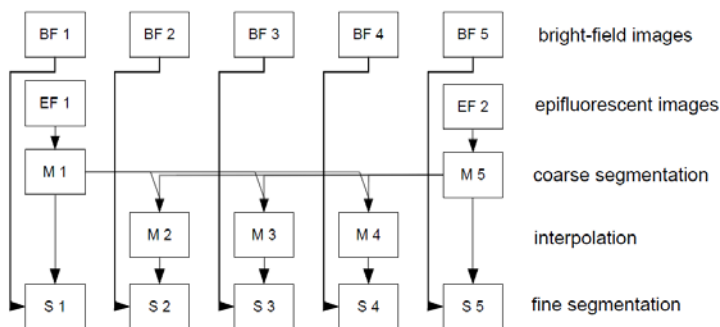 BF 1 BF 2 BF 3 BF 4 BF 5 bright-field images
EF 1 EF 2 epifluorescent images
M 1 M 5 coarse segmentation
M 2 M 3 M 4 interpolation
S 1 S 2 S 3 S 4 S 5 fine segmentation